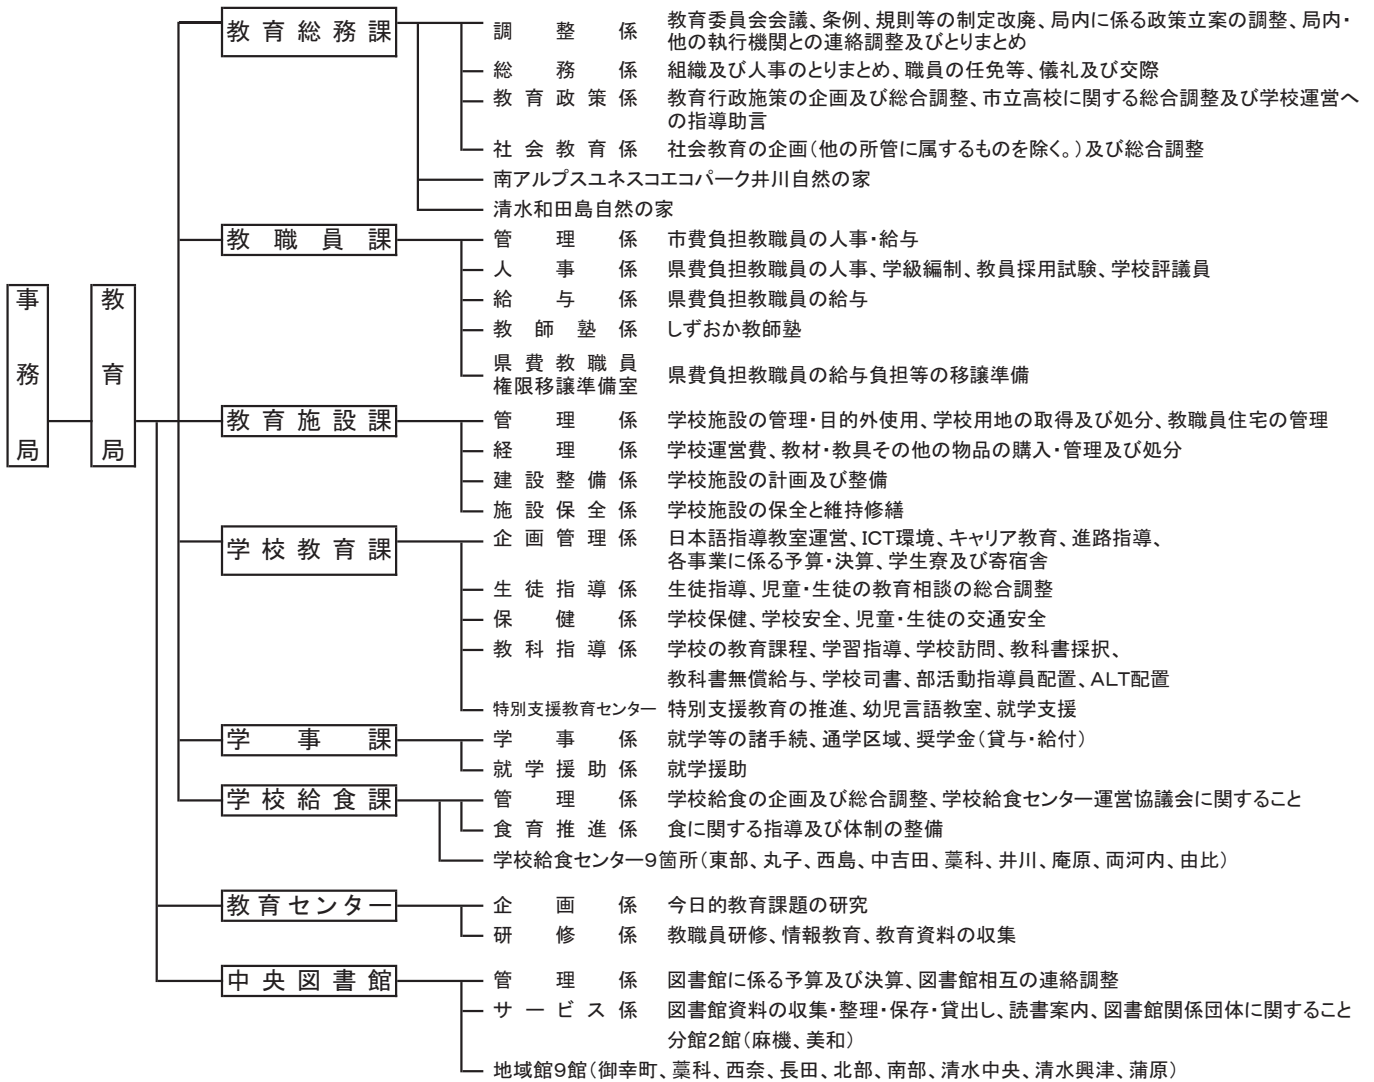 事務局
教育局
教育総務課
調整係 教育委員会会議、条例、規則等の制定改廃、局内に係る政策立案の調整、局内・
他の執行機関との連絡調整及びとりまとめ
総務係 組織及び人事のとりまとめ、職員の任免等、儀礼及び交際
教育政策係 教育行政施策の企画及び総合調整、市立高校に関する総合調整及び学校運営へ
の指導助言
社会教育係 社会教育の企画(他の所管に属するものを除く。)及び総合調整
南アルプスユネスコエコパーク井川自然の家
清水和田島自然の家
教職員課
管理係 市費負担教職員の人事・給与
人事係 県費負担教職員の人事、学級編制、教員採用試験、学校評議員
給与係 県費負担教職員の給与
教師塾係 しずおか教師塾
県費教職員
権限移譲準備室 県費負担教職員の給与負担等の移譲準備
教育施設課
管理係 学校施設の管理・目的外使用、学校用地の取得及び処分、教職員住宅の管理
経理係 学校運営費、教材・教具その他の物品の購入・管理及び処分
建設整備係 学校施設の計画及び整備
施設保全係 学校施設の保全と維持修繕
学校教育課
企画管理係 日本語指導教室運営、ICT環境、キャリア教育、進路指導、
各事業に係る予算・決算、学生寮及び寄宿舎
生徒指導係 生徒指導、児童・生徒の教育相談の総合調整
保健係 学校保健、学校安全、児童・生徒の交通安全
教科指導係 学校の教育課程、学習指導、学校訪問、教科書採択、
教科書無償給与、学校司書、部活動指導員配置、ALT配置
特別支援教育センター 特別支援教育の推進、幼児言語教室、就学支援
学事課
学事係 就学等の諸手続、通学区域、奨学金(貸与・給付)
就学援助係 就学援助
学校給食課
管理係 学校給食の企画及び総合調整、学校給食センター運営協議会に関すること
食育推進係 食に関する指導及び体制の整備
学校給食センター9箇所(東部、丸子、西島、中吉田、藁科、井川、庵原、両河内、由比)
教育センター
企画係 今日的教育課題の研究
研修係 教職員研修、情報教育、教育資料の収集
中央図書館
管理係 図書館に係る予算及び決算、図書館相互の連絡調整
サービス係 図書館資料の収集・整理・保存・貸出し、読書案内、図書館関係団体に関すること
分館2館(麻機、美和)
地域館9館(御幸町、藁科、西奈、長田、北部、南部、清水中央、清水興津、蒲原)